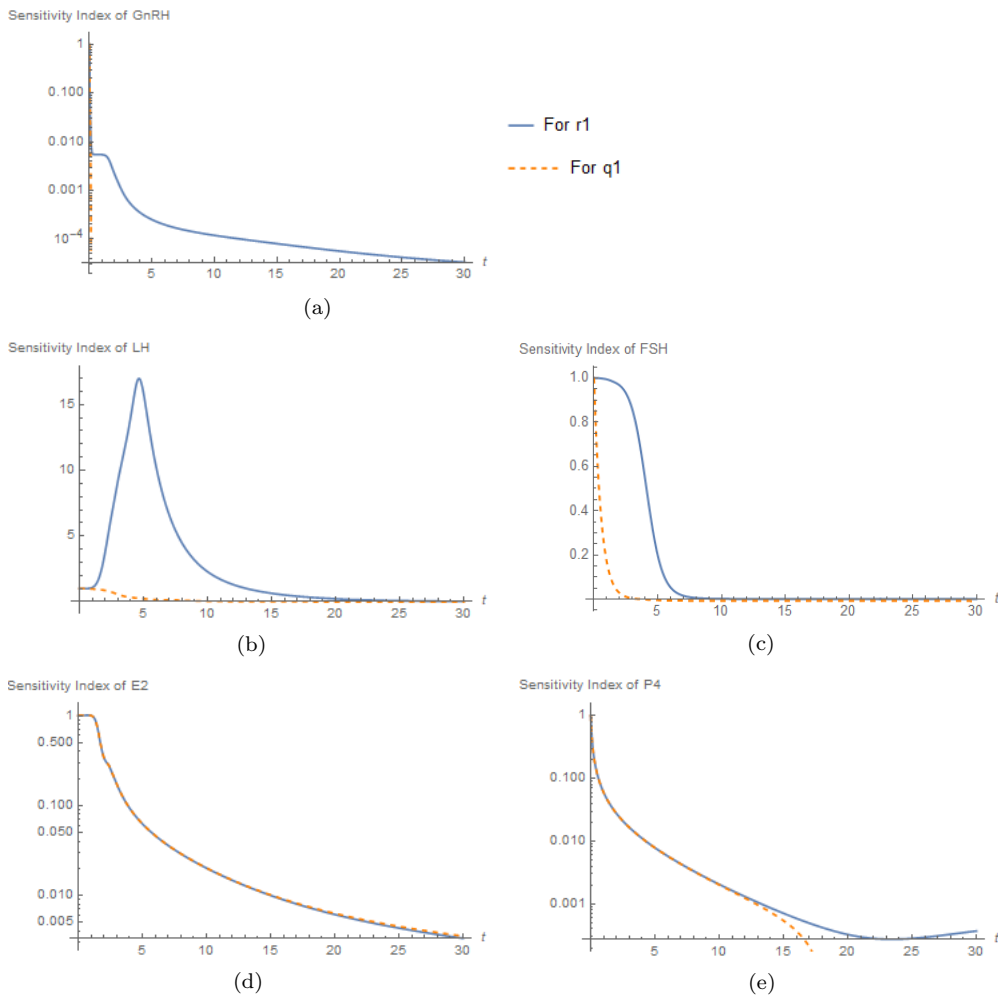 Sensitivity Index of GnRH
1
0.100
0.010
0.001
10⁻⁴
5 10 15 20 25 30 t
For r1
For q1
(a)
Sensitivity Index of LH
15
10
5
5 10 15 20 25 30 t
(b)
Sensitivity Index of FSH
1.0
0.8
0.6
0.4
0.2
5 10 15 20 25 30 t
(c)
Sensitivity Index of E2
1
0.500
0.100
0.050
0.010
0.005
5 10 15 20 25 30 t
(d)
Sensitivity Index of P4
1
0.100
0.010
0.001
5 10 15 20 25 30 t
(e)